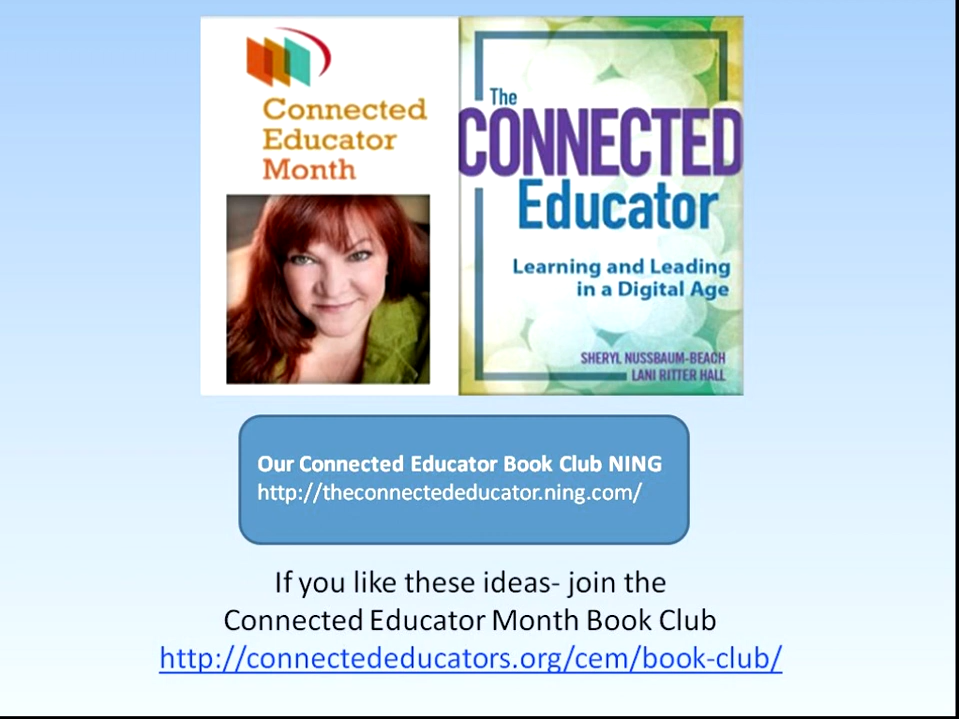 Connected
Educator
Month
The
CONNECTED
Educator
Learning and Leading
in a Digital Age
SHERYL NUSSBAUM-BEACH
LANI RITTER HALL
Our Connected Educator Book Club NING
http://theconnectededucator.ning.com/
If you like these ideas- join the
Connected Educator Month Book Club
http://connectededucators.org/cem/book-club/